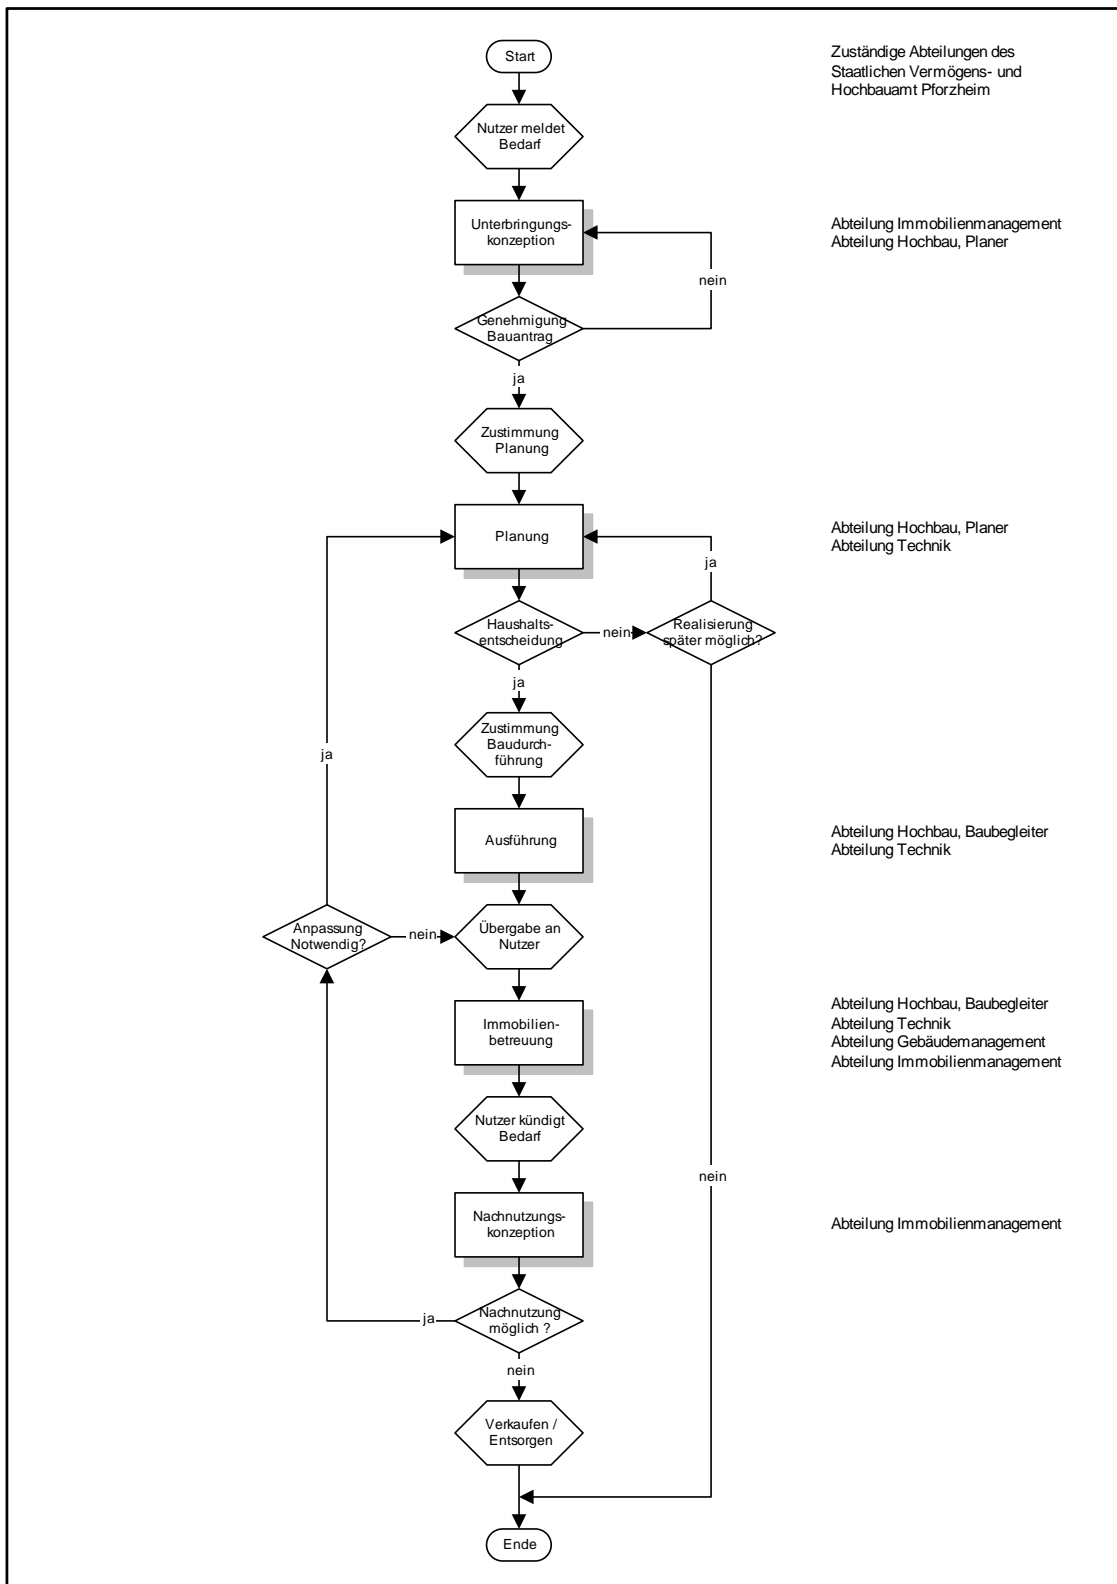 Start
Zuständige Abteilungen des
Staatlichen Vermögens- und
Hochbauamt Pforzheim
Nutzer meldet
Bedarf
Unterbringungs-
konzeption
Abteilung Immobilienmanagement
Abteilung Hochbau, Planer
nein
Genehmigung
Bauantrag
ja
Zustimmung
Planung
Planung
Abteilung Hochbau, Planer
Abteilung Technik
ja
Haushalts-
entscheidung
nein
Realisierung
später möglich?
ja
Zustimmung
Baudurch-
führung
ja
Ausführung
Abteilung Hochbau, Baubegleiter
Abteilung Technik
Anpassung
Notwendig?
nein
Übergabe an
Nutzer
Immobilien-
betreuung
Abteilung Hochbau, Baubegleiter
Abteilung Technik
Abteilung Gebäudemanagement
Abteilung Immobilienmanagement
Nutzer kündigt
Bedarf
nein
Nachnutzungs-
konzeption
Abteilung Immobilienmanagement
ja
Nachnutzung
möglich ?
nein
Verkaufen /
Entsorgen
Ende